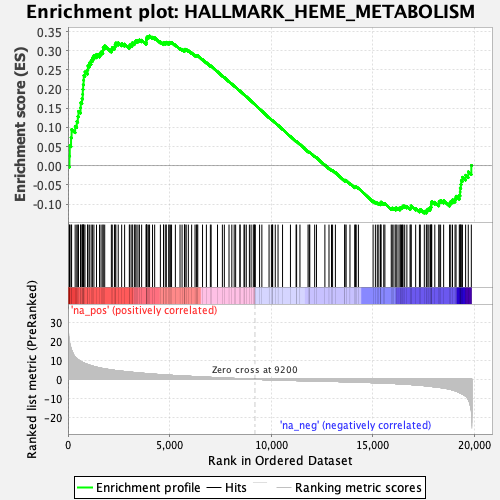 Enrichment plot: HALLMARK_HEME_METABOLISM
Enrichment score (ES)
0.35
0.30
0.25
0.20
0.15
0.10
0.05
0.00
-0.05
-0.10
'na_pos' (positively correlated)
Ranked list metric (PreRanked)
30
20
10
0
-10
-20
Zero cross at 9200
'na_neg' (negatively correlated)
0
5,000
10,000
15,000
20,000
Rank in Ordered Dataset
Enrichment profile
Hits
Ranking metric scores